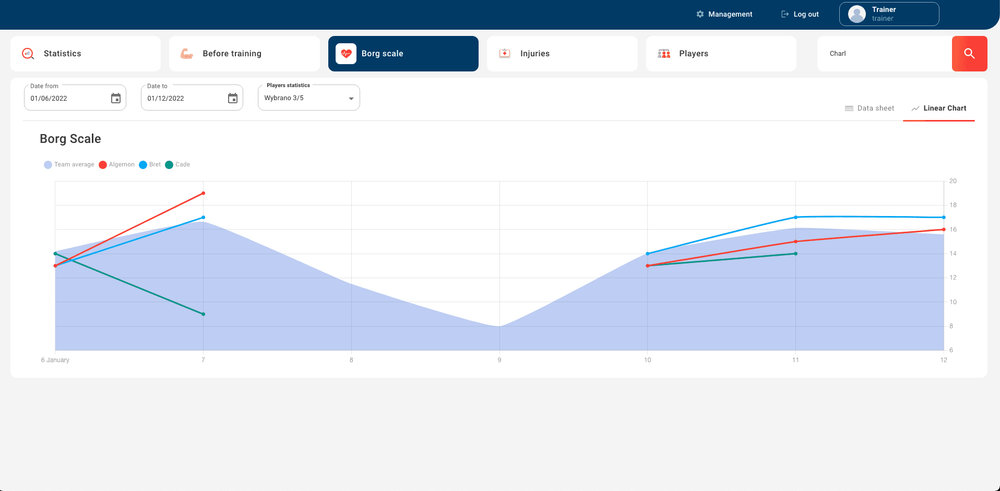 Management
Log out
Trainer
trainer
Statistics
Before training
Borg scale
Injuries
Players
Charl
Date from
01/06/2022
Date to
01/12/2022
Players statistics
Wybrano 3/5
Data sheet
Linear Chart
Borg Scale
Team average
Algernon
Bret
Cade
20
18
16
14
12
10
8
6
6 January
7
8
9
10
11
12